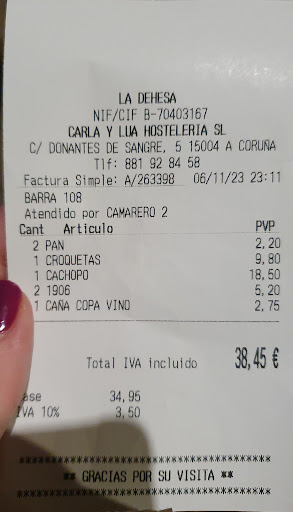 LA DEHESA
NIF/CIF B-70403167
CARLA Y LUA HOSTELERIA SL
C/ DONANTES DE SANGRE, 5 15004 A CORUÑA
Tlf: 881 92 84 58
Factura Simple: A/263398 06/11/23 23:11
BARRA 108
Atendido por CAMARERO 2
Cant Articulo PVP
2 PAN 2,20
1 CROQUETAS 9,80
1 CACHOPO 18,50
2 1906 5,20
1 CAÑA COPA VINO 2,75
Total IVA incluido 38,45 €
ase 34,95
IVA 10% 3,50
****************************************
** GRACIAS POR SU VISITA **
****************************************